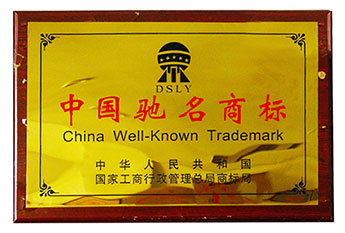 DSLY
中国驰名商标
China Well-Known Trademark
中华人民共和国
国家工商行政管理总局商标局